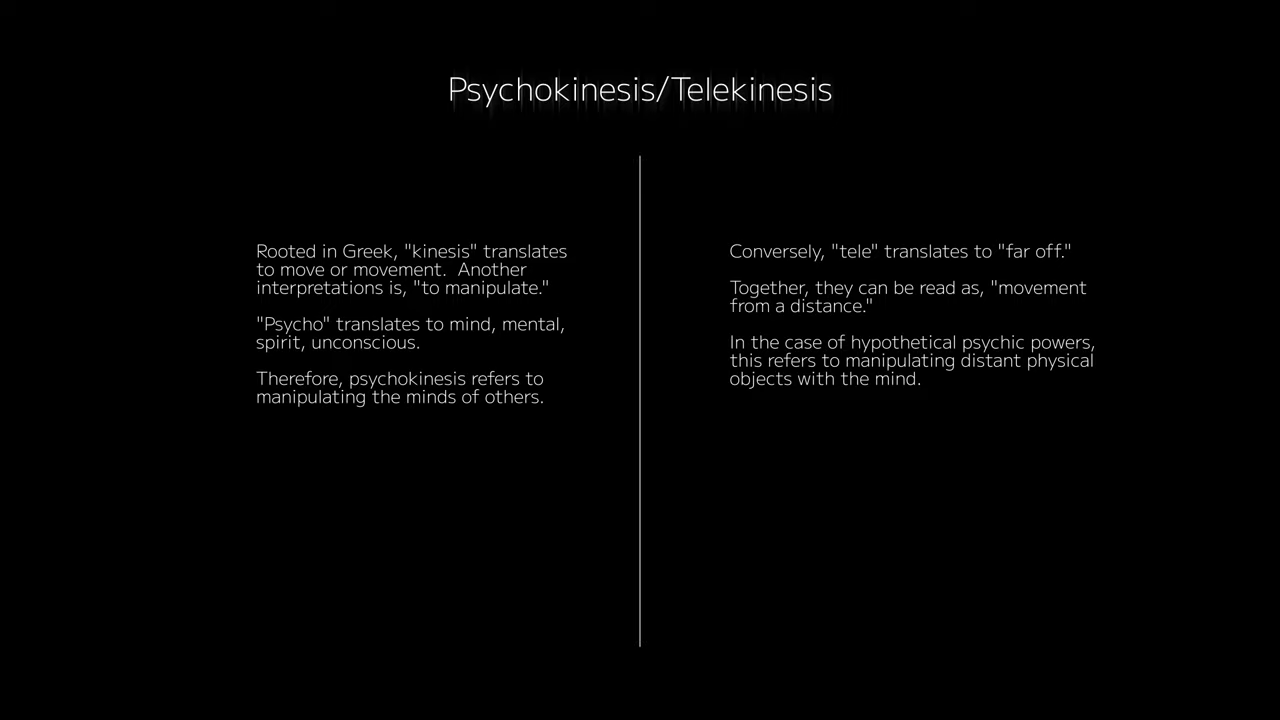 Psychokinesis/Telekinesis
Rooted in Greek, "kinesis" translates
to move or movement.  Another
interpretations is, "to manipulate."
"Psycho" translates to mind, mental,
spirit, unconscious.
Therefore, psychokinesis refers to
manipulating the minds of others.
Conversely, "tele" translates to "far off."
Together, they can be read as, "movement
from a distance."
In the case of hypothetical psychic powers,
this refers to manipulating distant physical
objects with the mind.